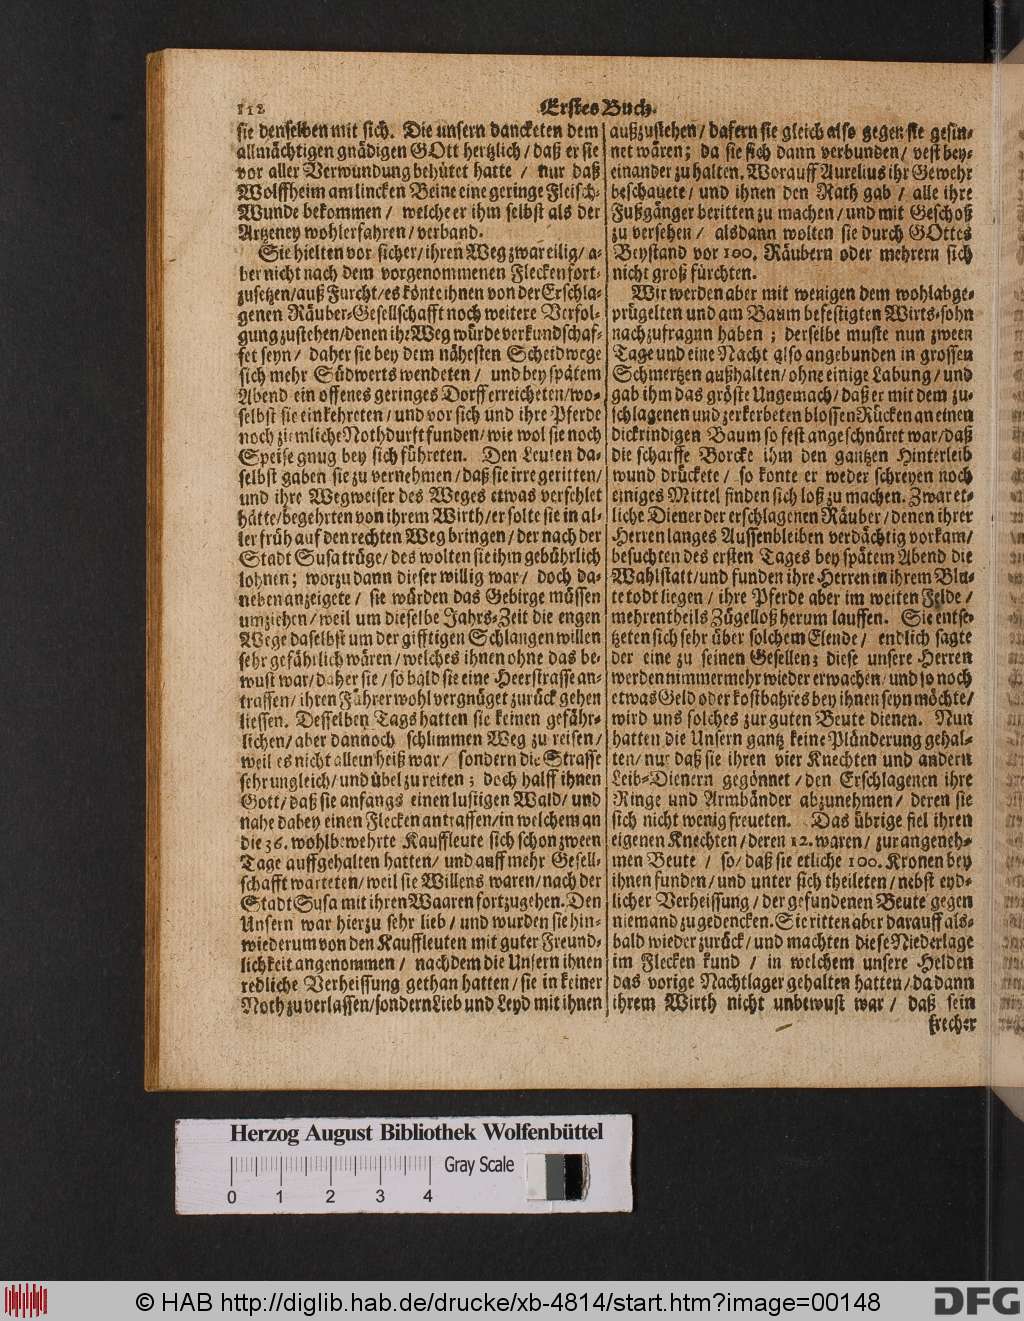 112
Erstes Buch.
sie denselben mit sich. Die unsern dancketen dem
allmächtigen gnädigen GOtt hertzlich / daß er sie
vor aller Verwundung behütet hatte / nur daß
Wolffheim am lincken Beine eine geringe Fleisch-
Wunde bekommen / welche er ihm selbst als der
Artzeney wohlerfahren / verband.
Sie hielten vor sicher / ihren Weg zwar eilig / a-
ber nicht nach dem vorgenommenen Flecken fort-
zusetzen / auß Furcht / es könte ihnen von der Erschla-
genen Räuber-Gesellschafft noch weitere Verfol-
gung zustehen / denen ihr Weg würde verkundschaf-
fet seyn / daher sie bey dem nähesten Scheidwege
sich mehr Südwerts wendeten / und bey spätem
Abend ein offenes geringes Dorff erreicheten / wo-
selbst sie einkehreten / und vor sich und ihre Pferde
noch ziemliche Nothdurfft funden / wie wol sie noch
Speise gnug bey sich führeten. Den Leuten da-
selbst gaben sie zu vernehmen / daß sie irre geritten /
und ihre Wegweiser des Weges etwas verfehlet
hätte / begehrten von ihrem Wirth / er solte sie in al-
ler früh auf den rechten Weg bringen / der nach der
Stadt Susa trüge / des wolten sie ihm gebührlich
lohnen; worzu dann dieser willig war / doch da-
neben anzeigete / sie würden das Gebirge müssen
umziehen / weil um dieselbe Jahrs-Zeit die engen
Wege daselbst um der gifftigen Schlangen willen
sehr gefährlich wären / welches ihnen ohne das be-
wust war / daher sie / so bald sie eine Heerstrasse an-
traffen / ihren Führer wohl vergnüget zurück gehen
liessen. Desselben Tags hatten sie keinen gefähr-
lichen / aber dannoch schlimmen Weg zu reisen /
weil es nicht allein heiß war / sondern die Strasse
sehr ungleich / und übel zu reiten ; doch halff ihnen
Gott / daß sie anfangs einen lustigen Wald / und
nahe dabey einen Flecken antraffen / in welchem an
die 36. wohlbewehrte Kauffleute sich schon zween
Tage auffgehalten hatten / und auff mehr Gesell-
schafft warteten / weil sie Willens waren / nach der
Stadt Susa mit ihren Waaren fortzugehen. Den
Unsern war hierzu sehr lieb / und wurden sie hin-
wiederum von den Kauffleuten mit guter Freund-
lichkeit angenommen / nachdem die Unsern ihnen
redliche Verheissung gethan hatten / sie in keiner
Noth zu verlassen / sondern Lieb und Leyd mit ihnen
außzustehen / dafern sie gleich also gegen sie gesin-
net wären; da sie sich dann verbunden / vest bey-
einander zu halten. Worauff Aurelius ihr Gewehr
beschauete / und ihnen den Rath gab / alle ihre
Fußgänger beritten zu machen / und mit Geschoß
zu versehen / alsdann wolten sie durch GOttes
Beystand vor 100. Räubern oder mehrern sich
nicht groß fürchten.
Wir werden aber mit wenigen dem wohlabge-
prügelten und am Baum befestigten Wirts-sohn
nachzufragnn haben ; derselbe muste nun zween
Tage und eine Nacht also angebunden in grossen
Schmertzen außhalten / ohne einige Labung / und
gab ihm das gröste Ungemach / daß er mit dem zu-
schlagenen und zerkerbeten blossen Rücken an einen
dickrindigen Baum so fest angeschnüret war / daß
die scharffe Borcke ihm den gantzen Hinterleib
wund drückete / so konte er weder schreyen noch
einiges Mittel finden sich loß zu machen. Zwar et-
liche Diener der erschlagenen Räuber / denen ihrer
Herren langes Aussenbleiben verdächtig vorkam /
besuchten des ersten Tages bey spätem Abend die
Wahlstatt / und funden ihre Herren in ihrem Blu-
te todt liegen / ihre Pferde aber im weiten Felde /
mehrentheils Zügelloß herum lauffen. Sie entse-
tzeten sich sehr über solchem Elende / endlich sagte
der eine zu seinen Gesellen; diese unsere Herren
werden nimmermehr wieder erwachen / und so noch
etwas Geld oder kostbahres bey ihnen seyn möchte /
wird uns solches zur guten Beute dienen. Nun
hatten die Unsern gantz keine Plünderung gehal-
ten / nur daß sie ihren vier Knechten und andern
Leib-Dienern gegönnet / den Erschlagenen ihre
Ringe und Armbänder abzunehmen / deren sie
sich nicht wenig freueten. Das übrige fiel ihren
eigenen Knechten / deren 12. waren / zur angeneh-
men Beute / so / daß sie etliche 100. Kronen bey
ihnen funden / und unter sich theileten / nebst eyd-
licher Verheissung / der gefundenen Beute gegen
niemand zu gedencken. Sie ritten aber darauff als-
bald wieder zurück / und machten diese Niederlage
im Flecken kund / in welchem unsere Helden
das vorige Nachtlager gehalten hatten / da dann
ihrem Wirth nicht unbewust war / daß sein
frecher
Herzog August Bibliothek Wolfenbüttel
Gray Scale
0 1 2 3 4
© HAB http://diglib.hab.de/drucke/xb-4814/start.htm?image=00148
DFG